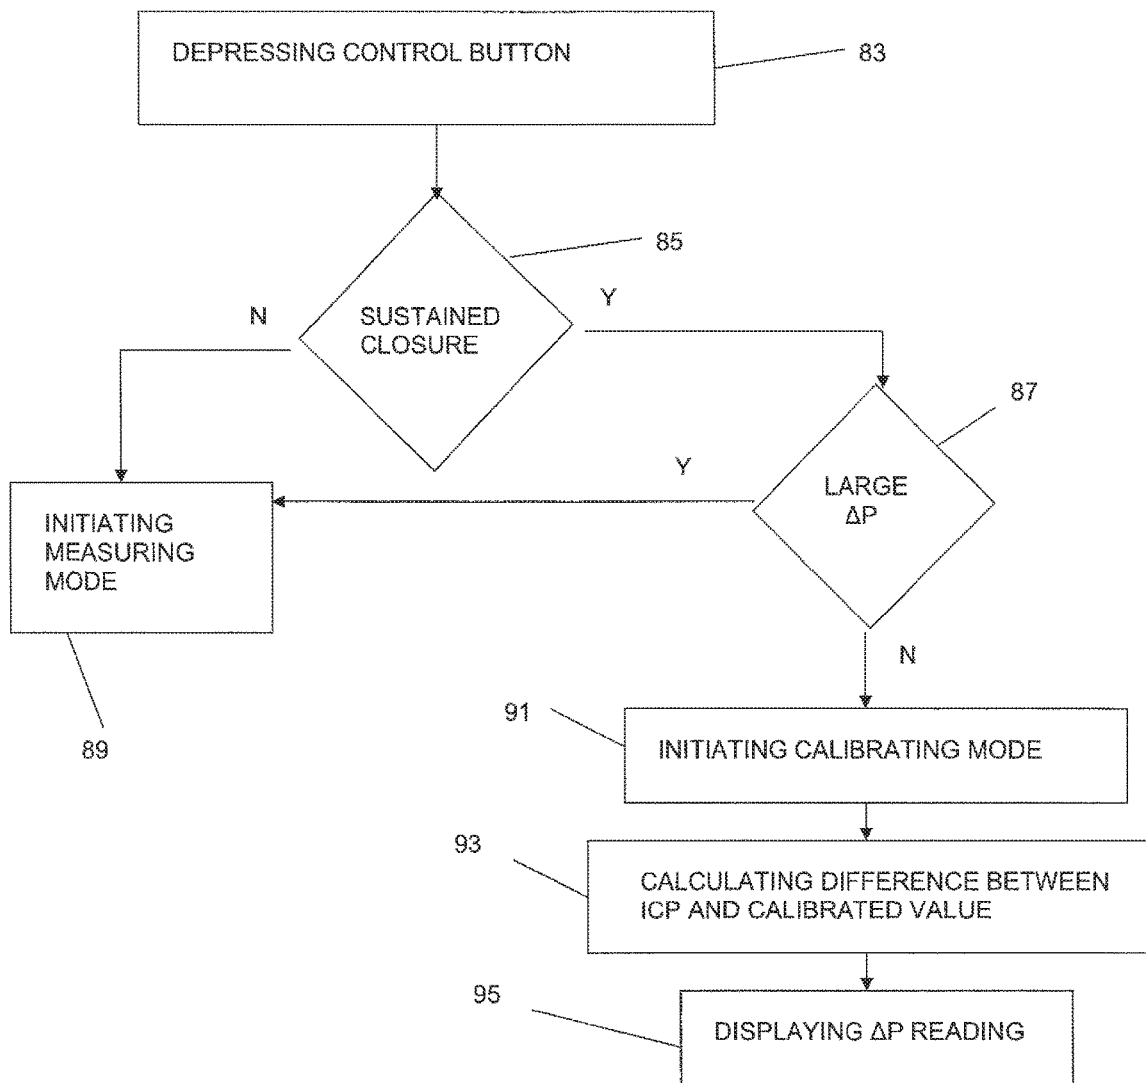 DEPRESSING CONTROL BUTTON
83
85
SUSTAINED
CLOSURE
N
Y
87
LARGE
ΔP
Y
INITIATING
MEASURING
MODE
89
N
91
INITIATING CALIBRATING MODE
93
CALCULATING DIFFERENCE BETWEEN
ICP AND CALIBRATED VALUE
95
DISPLAYING ΔP READING